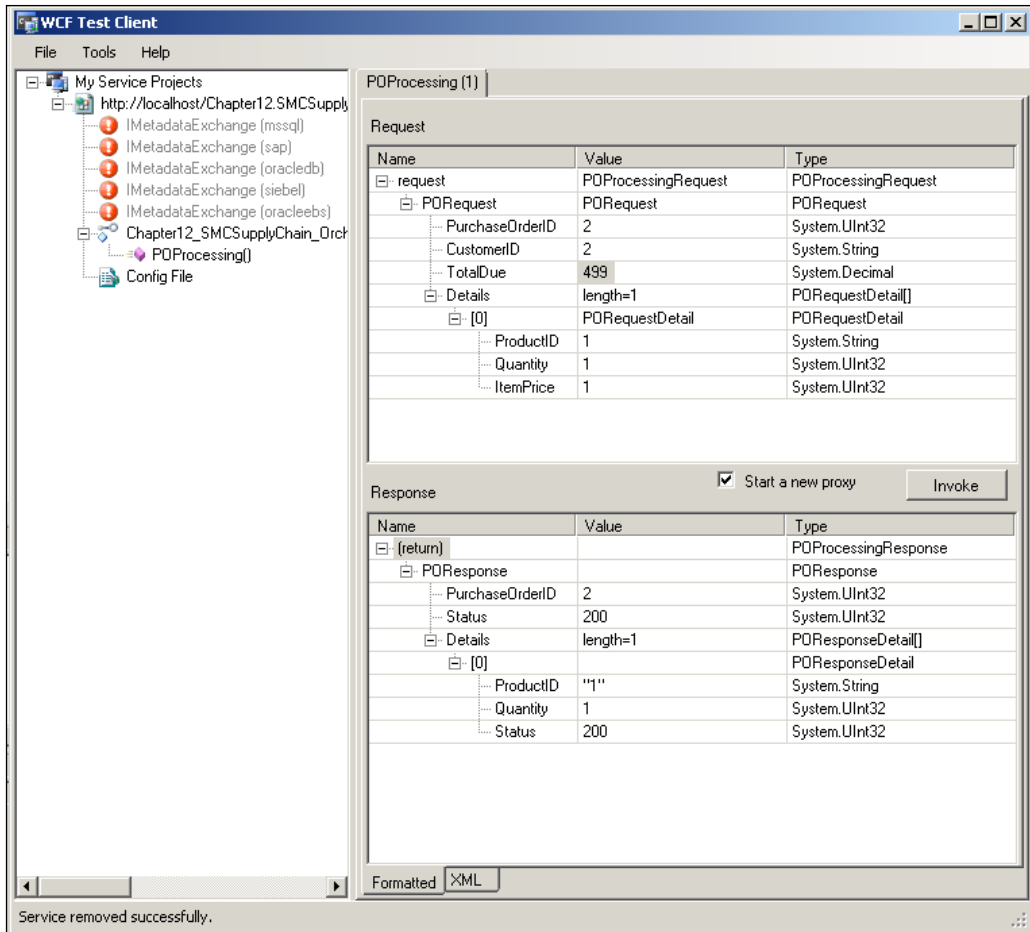 WCF Test Client
File Tools Help
My Service Projects
http://localhost/Chapter12.SMCSupply
IMetadataExchange (mssql)
IMetadataExchange (sap)
IMetadataExchange (oracledb)
IMetadataExchange (siebel)
IMetadataExchange (oracleebs)
Chapter12_SMCSupplyChain_Orch
POProcessing()
Config File
POProcessing (1)
Request
Name Value Type
request POProcessingRequest POProcessingRequest
PORequest PORequest PORequest
PurchaseOrderID 2 System.UInt32
CustomerID 2 System.String
TotalDue 499 System.Decimal
Details length=1 PORequestDetail[]
[0] PORequestDetail PORequestDetail
ProductID 1 System.String
Quantity 1 System.UInt32
ItemPrice 1 System.UInt32
Response Start a new proxy Invoke
Name Value Type
(return) POProcessingResponse
POResponse POResponse
PurchaseOrderID 2 System.UInt32
Status 200 System.UInt32
Details length=1 POResponseDetail[]
[0] POResponseDetail
ProductID "1" System.String
Quantity 1 System.UInt32
Status 200 System.UInt32
Formatted XML
Service removed successfully.